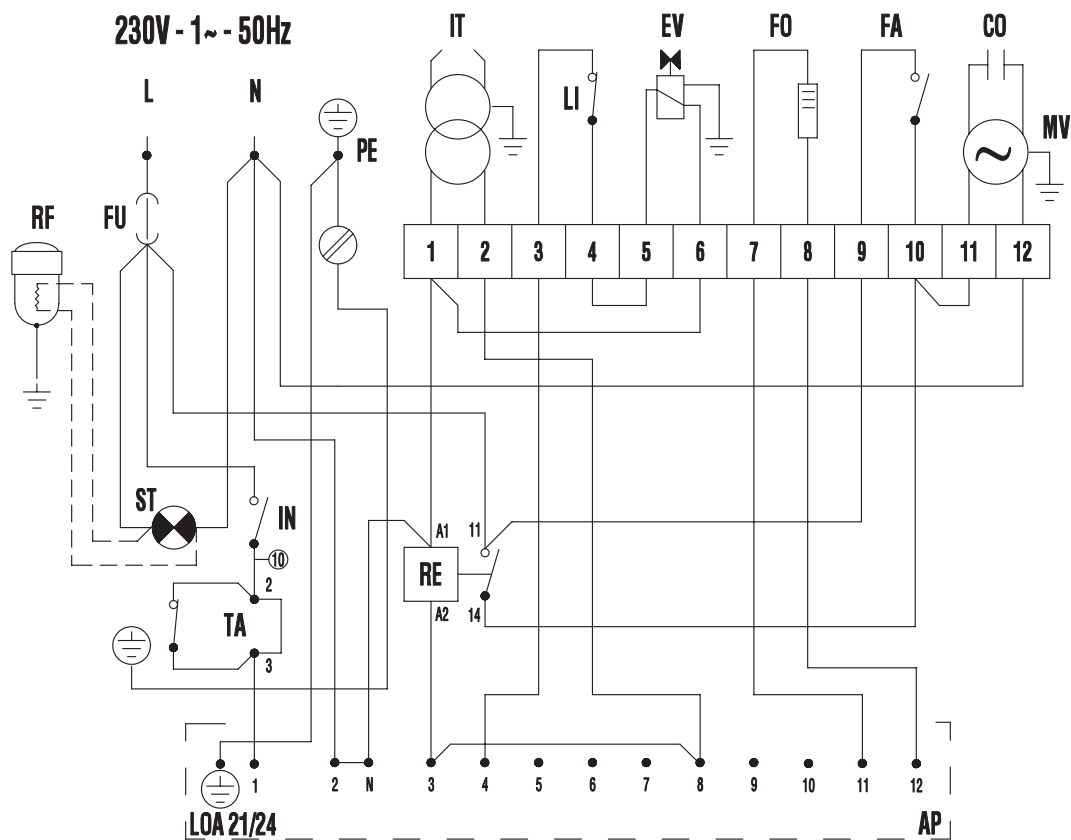 230V - 1~ - 50Hz
IT
EV
FO
FA
CO
L
N
LI
PE
MV
~
RF
FU
1 2 3 4 5 6 7 8 9 10 11 12
ST
IN
A1
11
10
RE
2
TA
A2
14
3
1 2 N 3 4 5 6 7 8 9 10 11 12
LOA 21/24
AP